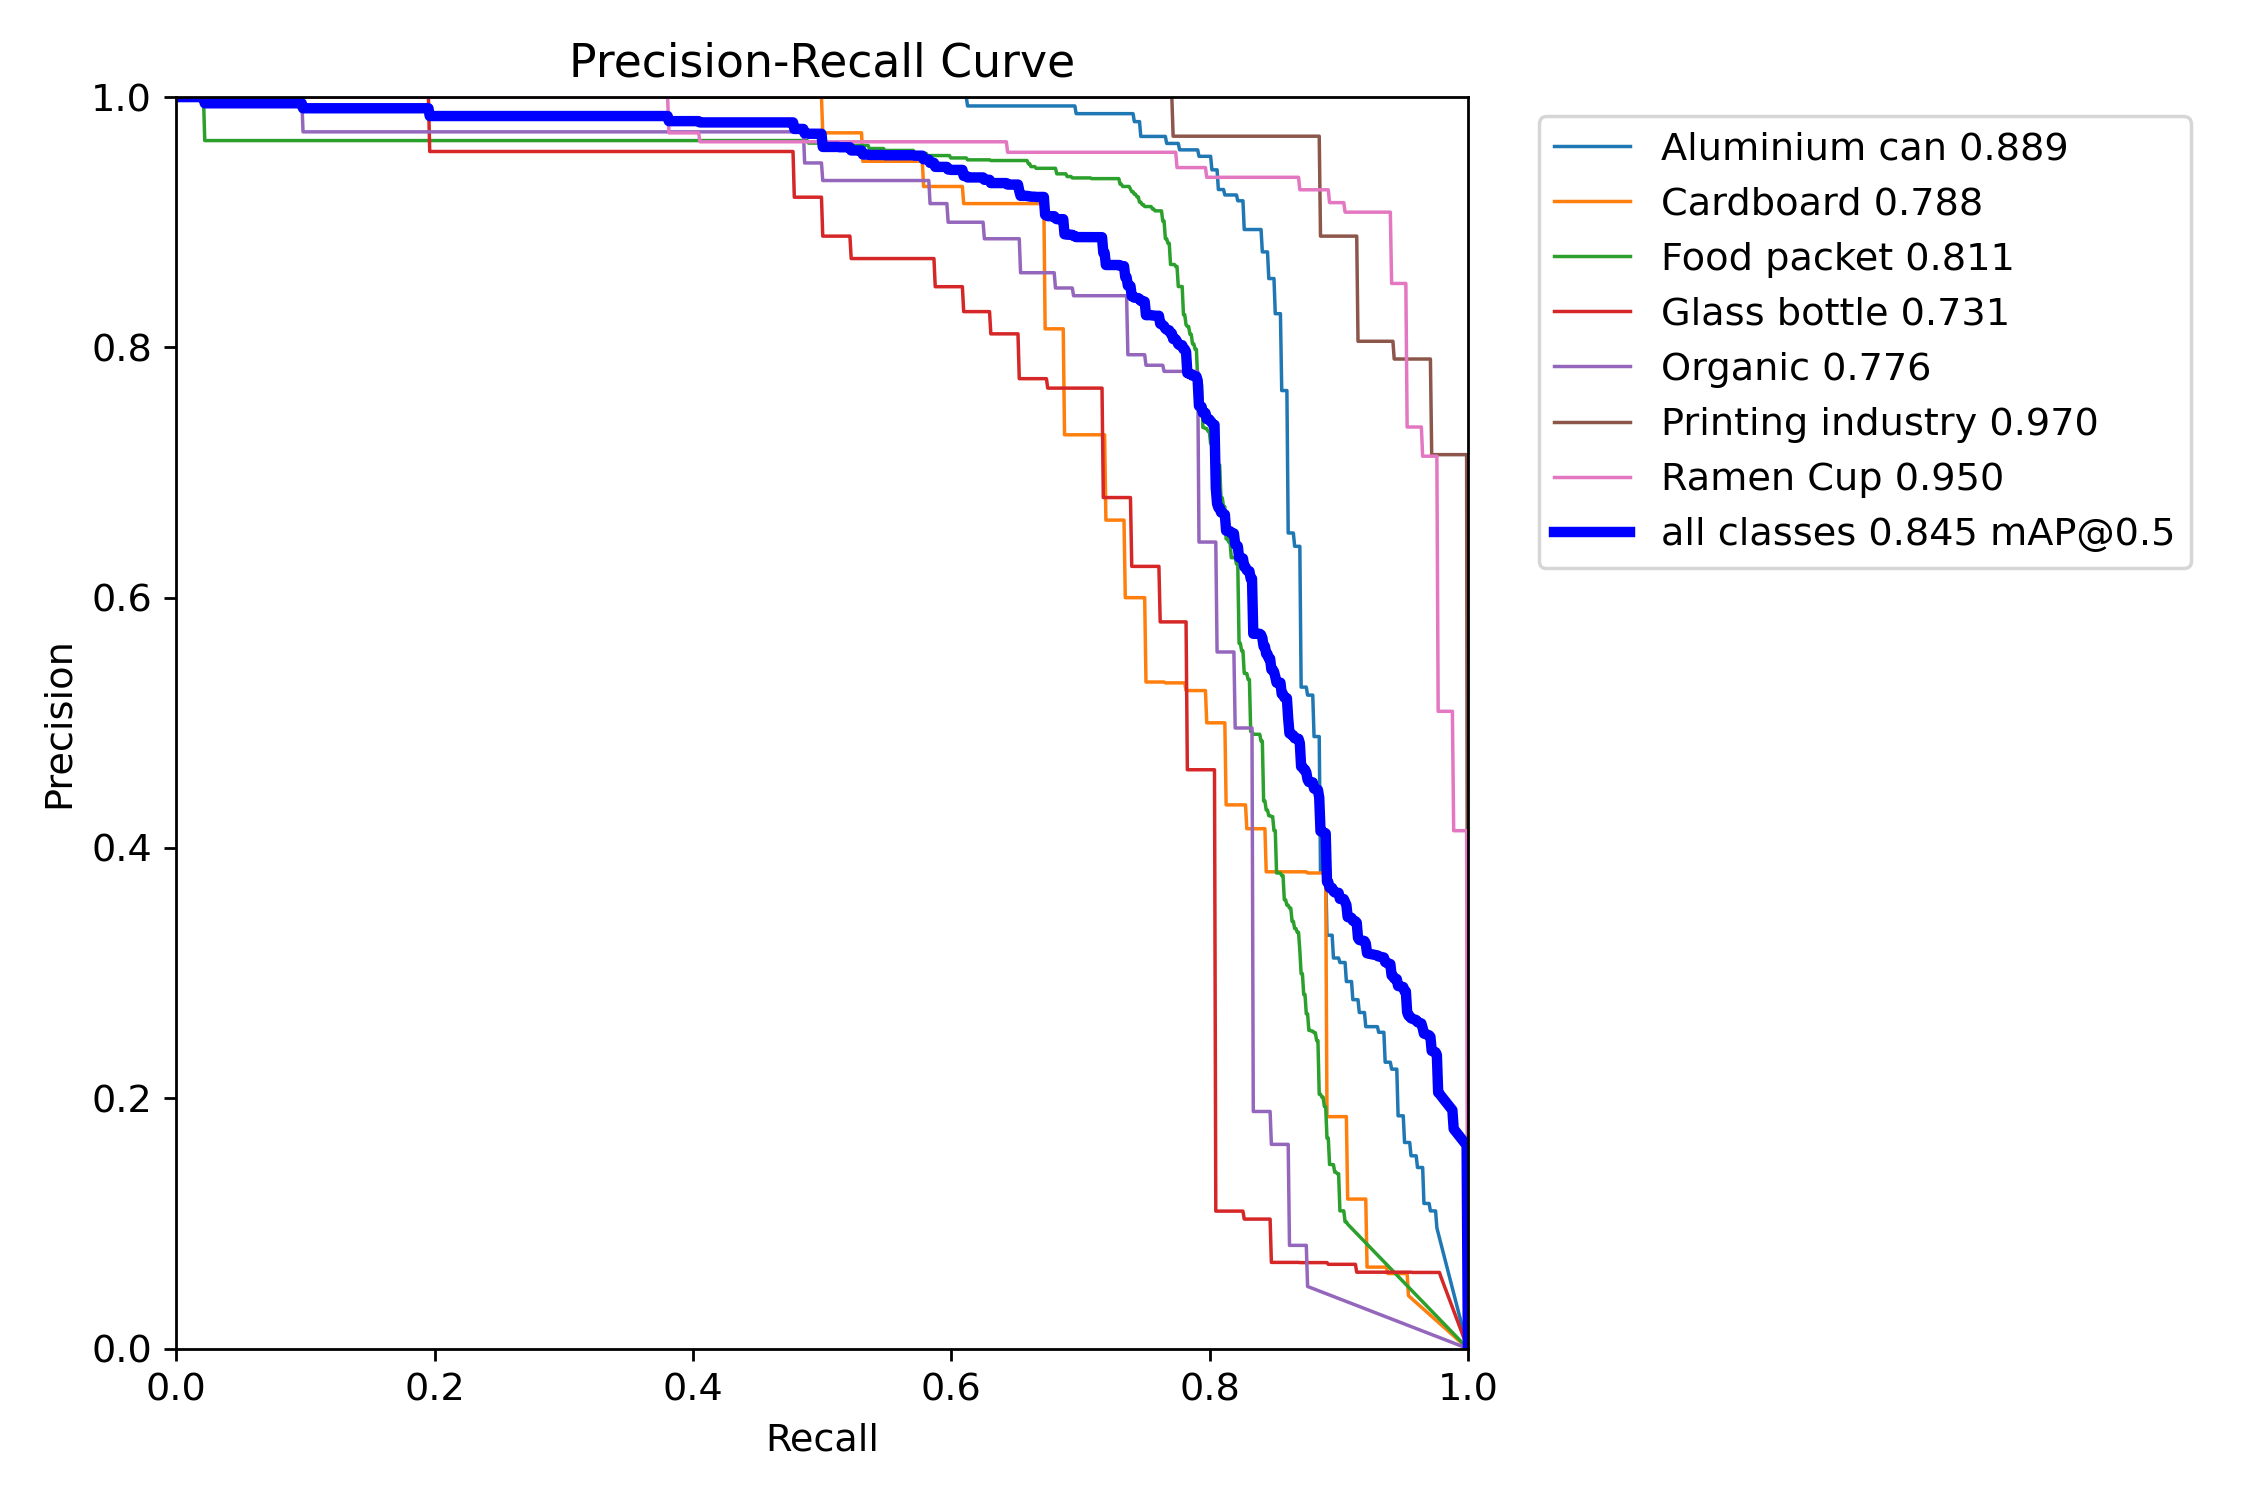 Precision-Recall Curve
1.0
0.8
0.6
0.4
0.2
0.0
Precision
0.0 0.2 0.4 0.6 0.8 1.0
Recall
Aluminium can 0.889
Cardboard 0.788
Food packet 0.811
Glass bottle 0.731
Organic 0.776
Printing industry 0.970
Ramen Cup 0.950
all classes 0.845 mAP@0.5